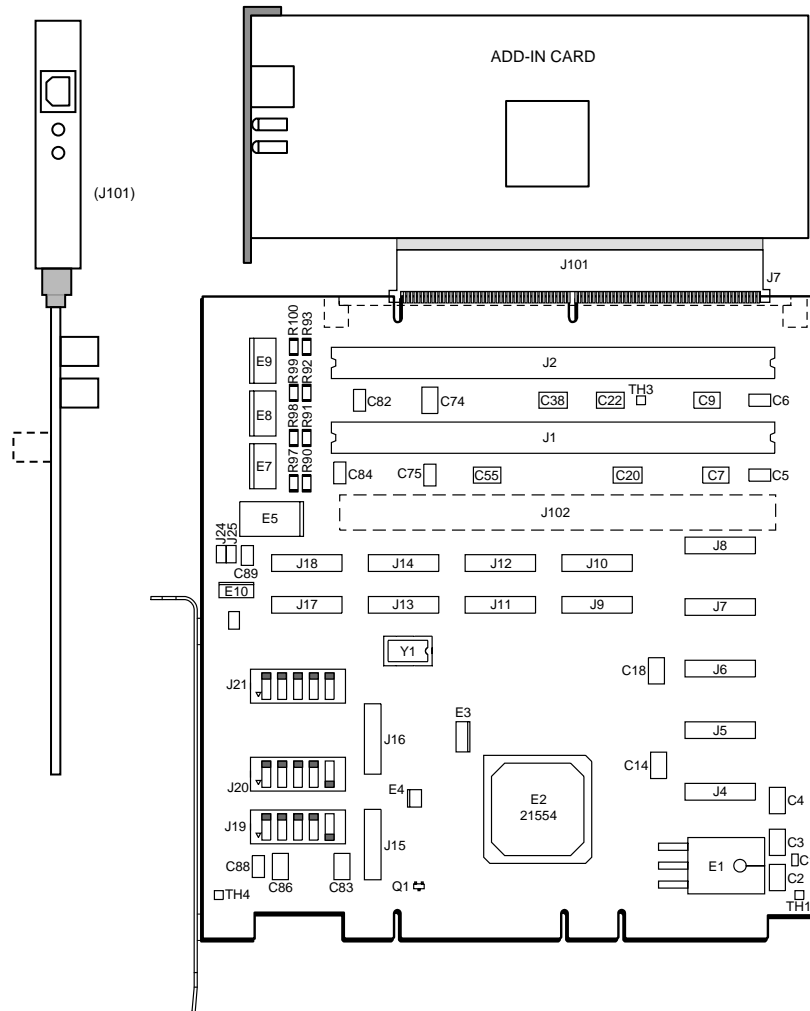 ADD-IN CARD
(J101)
J101
J7
R100
R93
J2
E9
R99
R92
TH3
C82
C74
C38
C22
C9
C6
E8
R98
R91
J1
E7
R97
R90
C84
C75
C55
C20
C7
C5
E5
J102
J24
J25
C89
J8
J18
J14
J12
J10
E10
J17
J13
J11
J9
J7
Y1
C18
J6
J21
E3
J16
J5
C14
J20
E4
E2
21554
J4
C4
J19
J15
C3
C88
C86
C83
E1
C
C2
Q1
TH4
TH1